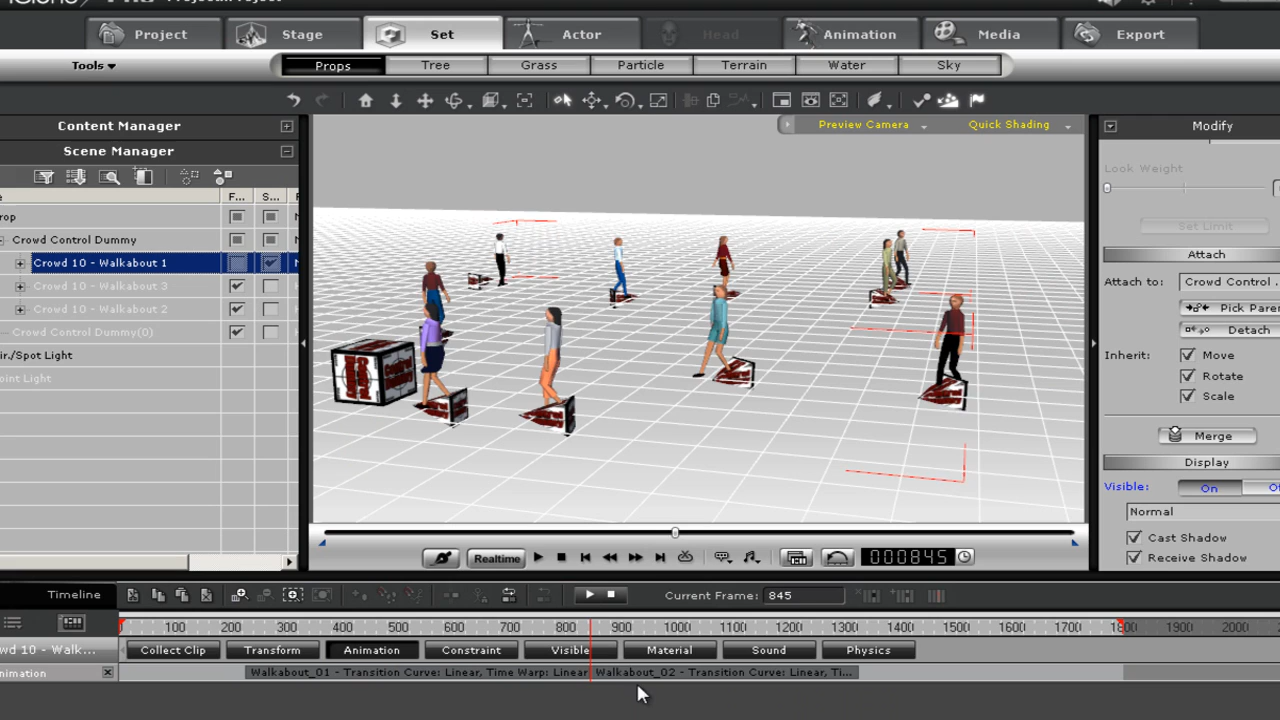 Project Stage Set Actor Head Animation Media Export
Tools Props Tree Grass Particle Terrain Water Sky
Content Manager
Scene Manager
Preview Camera Quick Shading
Modify
F... S...
Look Weight
Set Limit
Crowd Control Dummy
Attach
Crowd 10 - Walkabout 1
Attach to: Crowd Control .
Crowd 10 - Walkabout 3
Crowd 10 - Walkabout 2
Detach
Crowd Control Dummy(0)
Inherit: Move
Rotate
Scale
Merge
Display
Visible: On
Normal
Cast Shadow
Receive Shadow
Realtime 000845
Timeline Current Frame: 845
100 200 300 400 500 600 700 800 900 1000 1100 1200 1300 1400 1500 1600 1700 1800 1900 2000
Collect Clip Transform Animation Constraint Visible Material Sound Physics
Walkabout_01 - Transition Curve: Linear, Time Warp: Linear Walkabout_02 - Transition Curve: Linear, Ti...